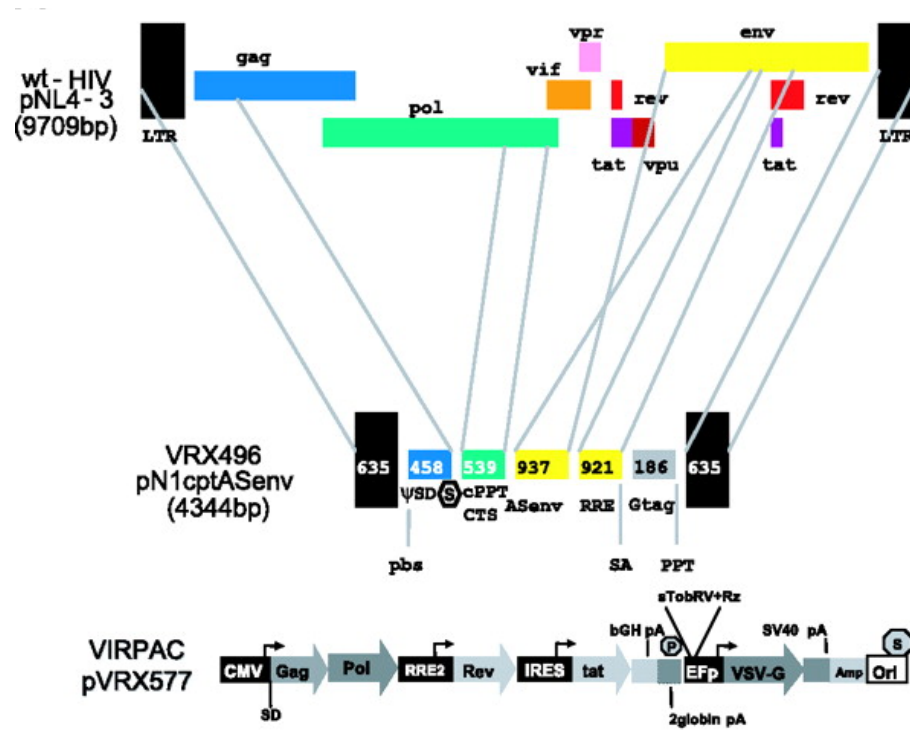 vpr
env
gag
wt - HIV
pNL4 - 3
(9709bp)
vif
pol
rev
rev
LTR
LTR
tat
vpu
tat
VRX496
pN1cptASenv
(4344bp)
635
458
539
937
921
186
635
ΨSD
S
cPPT
CTS
ASenv
RRE
Gtag
pbs
SA
PPT
sTobRV+Rz
VIRPAC
pVRX577
bGH pA
P
SV40 pA
S
CMV
Gag
Pol
RRE2
Rev
IRES
tat
EFp
VSV-G
Amp
Ori
SD
2globin pA